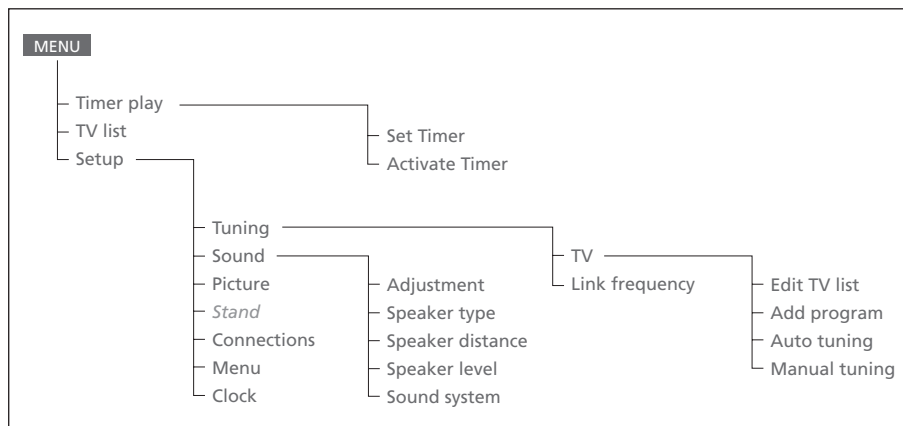 MENU
Timer play
TV list
Setup
Set Timer
Activate Timer
Tuning
Sound
Picture
Stand
Connections
Menu
Clock
Adjustment
Speaker type
Speaker distance
Speaker level
Sound system
TV
Link frequency
Edit TV list
Add program
Auto tuning
Manual tuning